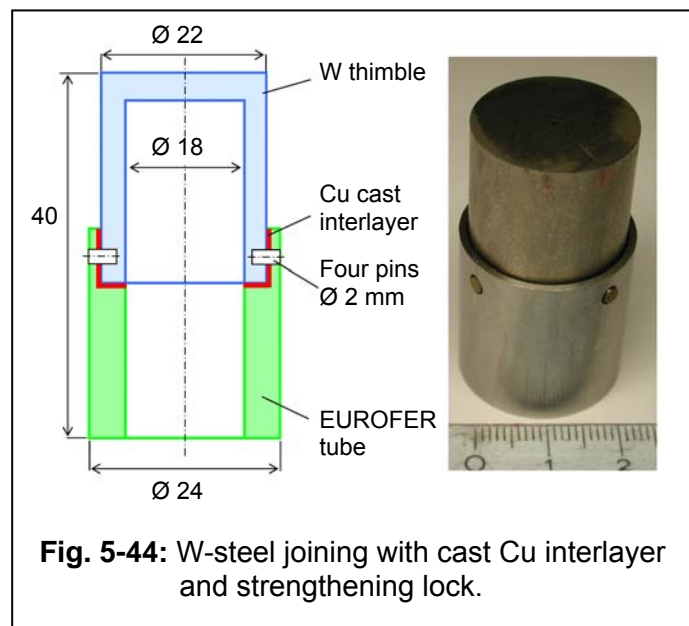 Ø 22
W thimble
Ø 18
40
Cu cast
interlayer
Four pins
Ø 2 mm
EUROFER
tube
Ø 24
0 1 2
Fig. 5-44: W-steel joining with cast Cu interlayer
and strengthening lock.